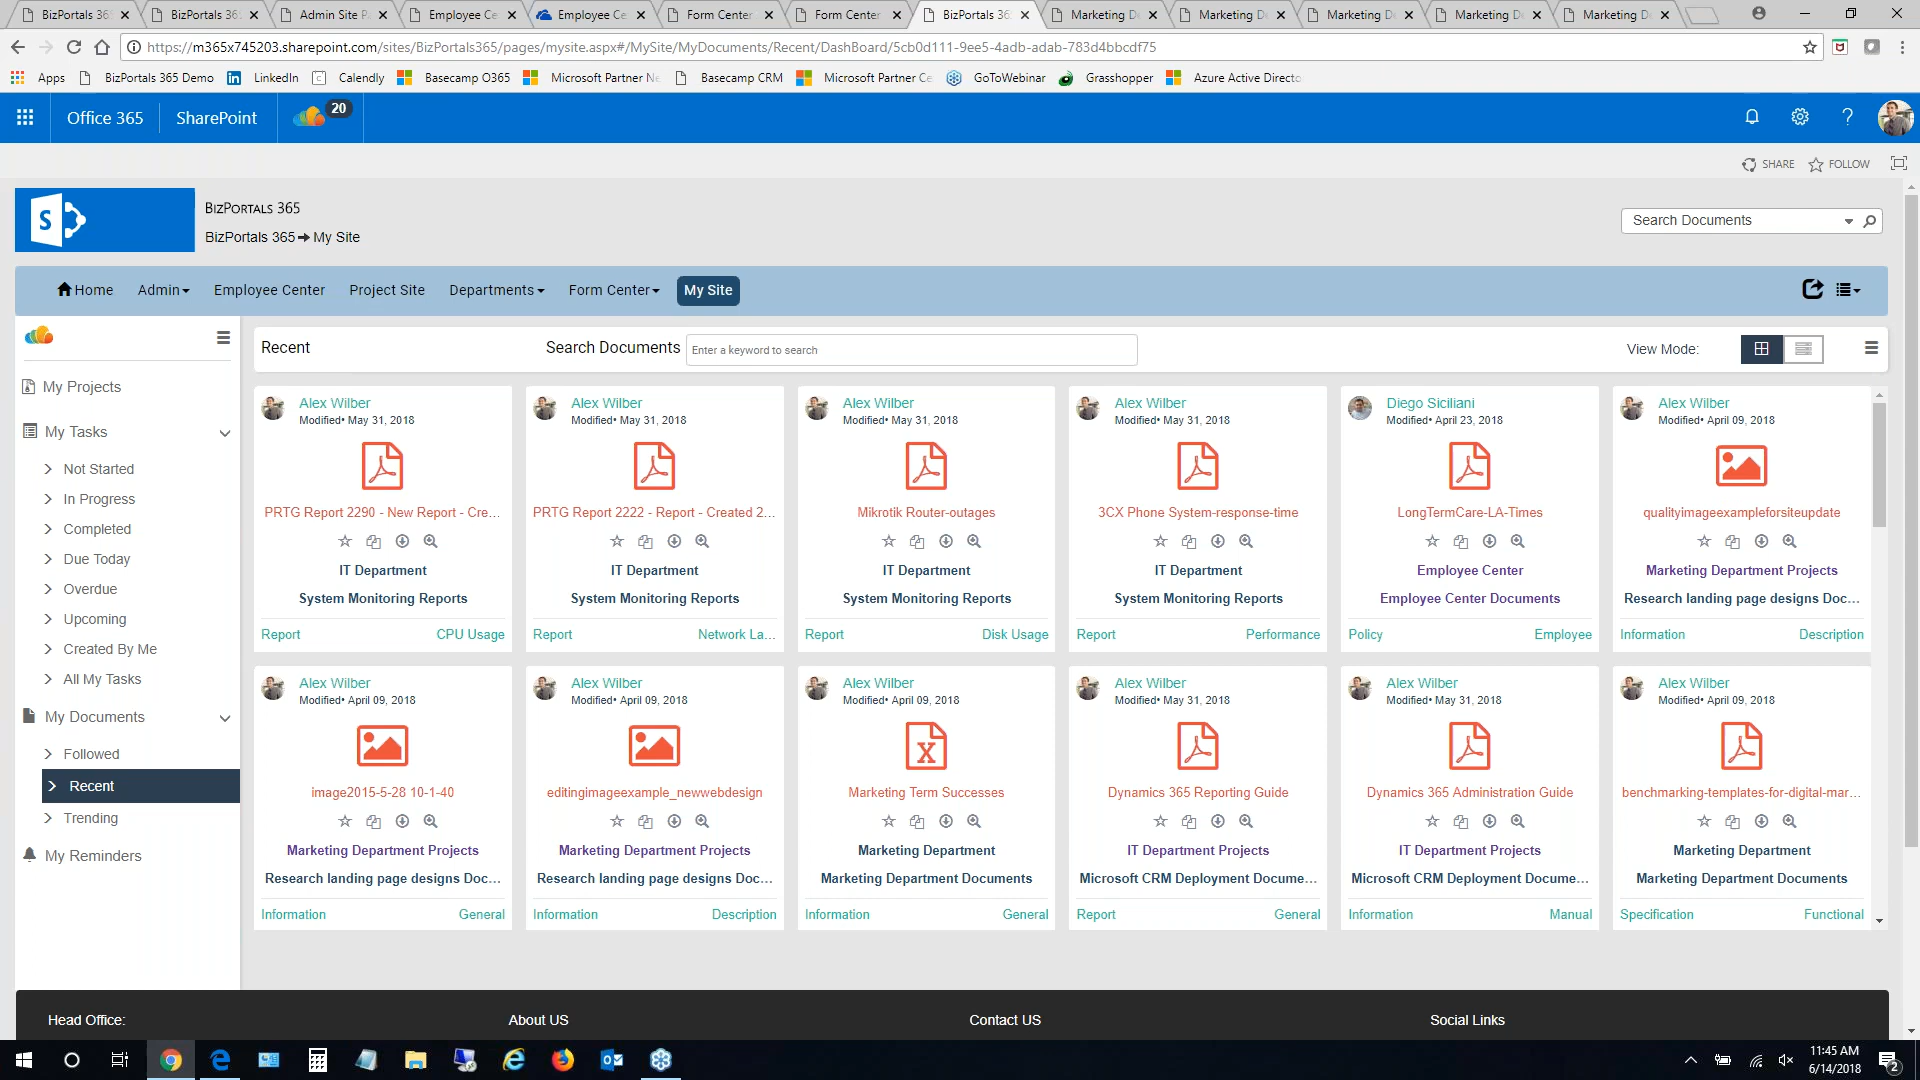 BizPortals 36
BizPortals 36
Admin Site P
Employee Ce
Employee Ce
Form Center
Form Center
BizPortals 36
Marketing D
Marketing D
Marketing D
Marketing D
Marketing D
https://m365x745203.sharepoint.com/sites/BizPortals365/pages/mysite.aspx#/MySite/MyDocuments/Recent/DashBoard/5cb0d111-9ee5-4adb-adab-783d4bbcdf75
Apps BizPortals 365 Demo LinkedIn Calendly Basecamp O365 Microsoft Partner Ne Basecamp CRM Microsoft Partner Ce GoToWebinar Grasshopper Azure Active Directo
Office 365 SharePoint 20
SHARE FOLLOW
BizPortals 365
BizPortals 365 My Site
Search Documents
Home Admin Employee Center Project Site Departments Form Center My Site
My Projects
My Tasks
Not Started
In Progress
Completed
Due Today
Overdue
Upcoming
Created By Me
All My Tasks
My Documents
Followed
Recent
Trending
My Reminders
Recent Search Documents Enter a keyword to search View Mode:
Alex Wilber
Modified• May 31, 2018
PRTG Report 2290 - New Report - Cre...
IT Department
System Monitoring Reports
Report CPU Usage
Alex Wilber
Modified• May 31, 2018
PRTG Report 2222 - Report - Created 2...
IT Department
System Monitoring Reports
Report Network La...
Alex Wilber
Modified• May 31, 2018
Mikrotik Router-outages
IT Department
System Monitoring Reports
Report Disk Usage
Alex Wilber
Modified• May 31, 2018
3CX Phone System-response-time
IT Department
System Monitoring Reports
Report Performance
Diego Siciliani
Modified• April 23, 2018
LongTermCare-LA-Times
Employee Center
Employee Center Documents
Policy Employee
Alex Wilber
Modified• April 09, 2018
qualityimageexampleforsiteupdate
Marketing Department Projects
Research landing page designs Doc...
Information Description
Alex Wilber
Modified• April 09, 2018
image2015-5-28 10-1-40
Marketing Department Projects
Research landing page designs Doc...
Information General
Alex Wilber
Modified• April 09, 2018
editingimageexample_newwebdesign
Marketing Department Projects
Research landing page designs Doc...
Information Description
Alex Wilber
Modified• April 09, 2018
Marketing Term Successes
Marketing Department
Marketing Department Documents
Information General
Alex Wilber
Modified• May 31, 2018
Dynamics 365 Reporting Guide
IT Department Projects
Microsoft CRM Deployment Docume...
Report General
Alex Wilber
Modified• May 31, 2018
Dynamics 365 Administration Guide
IT Department Projects
Microsoft CRM Deployment Docume...
Information Manual
Alex Wilber
Modified• April 09, 2018
benchmarking-templates-for-digital-mar...
Marketing Department
Marketing Department Documents
Specification Functional
Head Office: About US Contact US Social Links
11:45 AM
6/14/2018
2